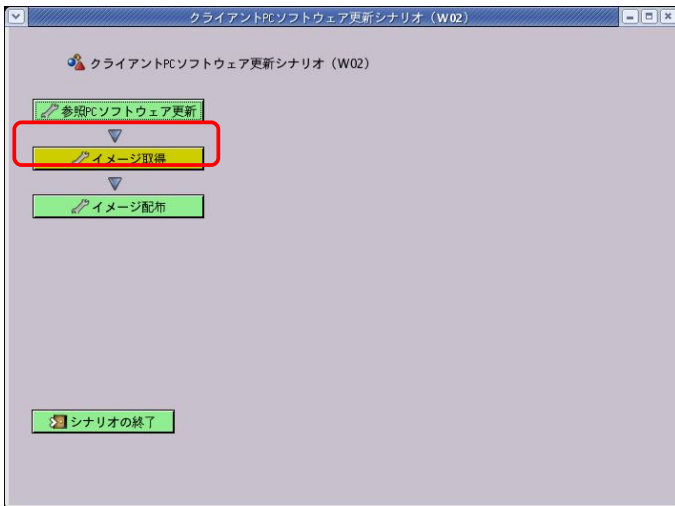 クライアントPCソフトウェア更新シナリオ（W02）
クライアントPCソフトウェア更新シナリオ（W02）
参照PCソフトウェア更新
イメージ取得
イメージ配布
シナリオの終了